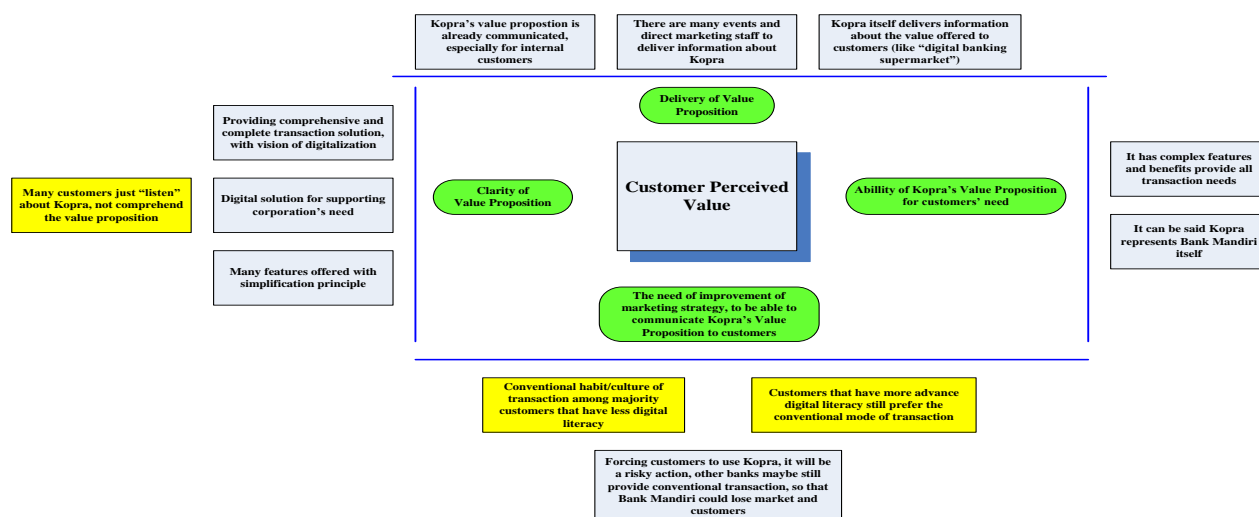 Kopra's value propostion is
already communicated,
especially for internal
customers
There are many events and
direct marketing staff to
deliver information about
Kopra
Kopra itself delivers information
about the value offered to
customers (like "digital banking
supermarket")
Delivery of Value
Proposition
Providing comprehensive and
complete transaction solution,
with vision of digitalization
Many customers just "listen"
about Kopra, not comprehend
the value proposition
Digital solution for supporting
corporation's need
Many features offered with
simplification principle
Clarity of
Value Proposition
Customer Perceived
Value
Abillity of Kopra's Value Proposition
for customers' need
It has complex features
and benefits provide all
transaction needs
It can be said Kopra
represents Bank Mandiri
itself
The need of improvement of
marketing strategy, to be able to
communicate Kopra's Value
Proposition to customers
Conventional habit/culture of
transaction among majority
customers that have less digital
literacy
Customers that have more advance
digital literacy still prefer the
conventional mode of transaction
Forcing customers to use Kopra, it will be
a risky action, other banks maybe still
provide conventional transaction, so that
Bank Mandiri could lose market and
customers